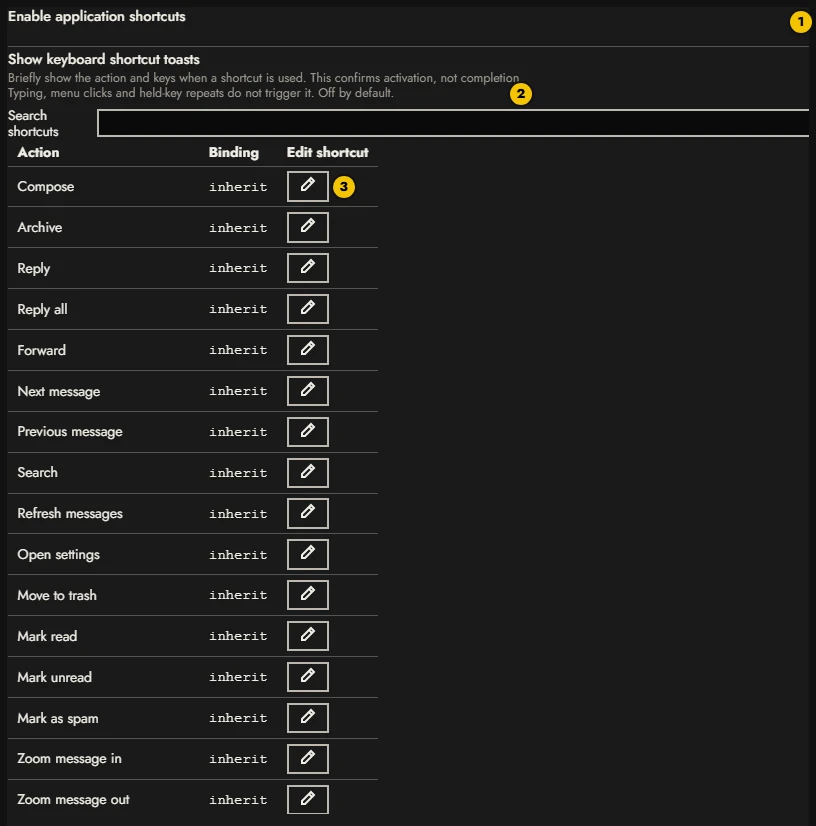 Enable application shortcuts
1
Show keyboard shortcut toasts
Briefly show the action and keys when a shortcut is used. This confirms activation, not completion
Typing, menu clicks and held-key repeats do not trigger it. Off by default.
2
Search
shortcuts
Action Binding Edit shortcut
Compose inherit 3
Archive inherit
Reply inherit
Reply all inherit
Forward inherit
Next message inherit
Previous message inherit
Search inherit
Refresh messages inherit
Open settings inherit
Move to trash inherit
Mark read inherit
Mark unread inherit
Mark as spam inherit
Zoom message in inherit
Zoom message out inherit